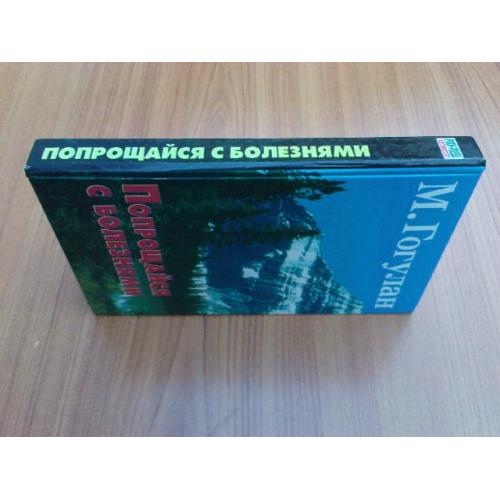 ПОПРОЩАЙСЯ С БОЛЕЗНЯМИ
М. Гогулан
Попрощайся
с болезнями